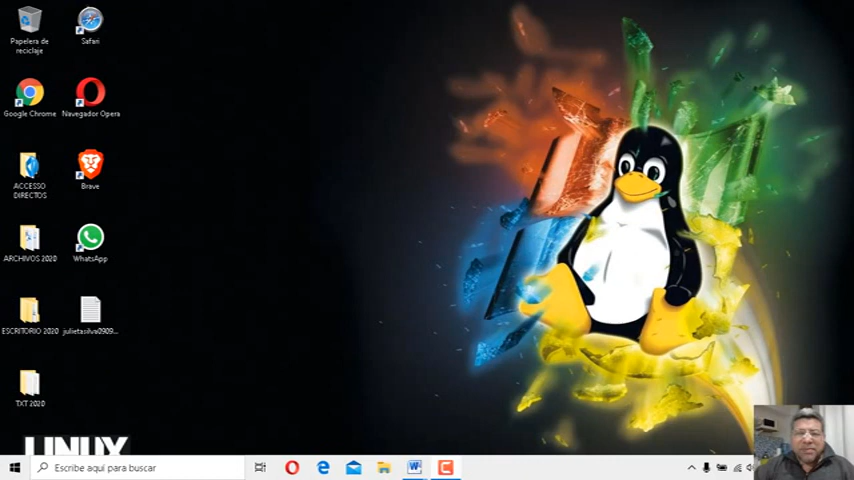 Papelera de
reciclaje
Safari
Google Chrome
Navegador Opera
ACCESO
DIRECTOS
Brave
ARCHIVOS 2020
WhatsApp
ESCRITORIO 2020
julietasilva0909...
TXT 2020
LINUX
Escribe aquí para buscar